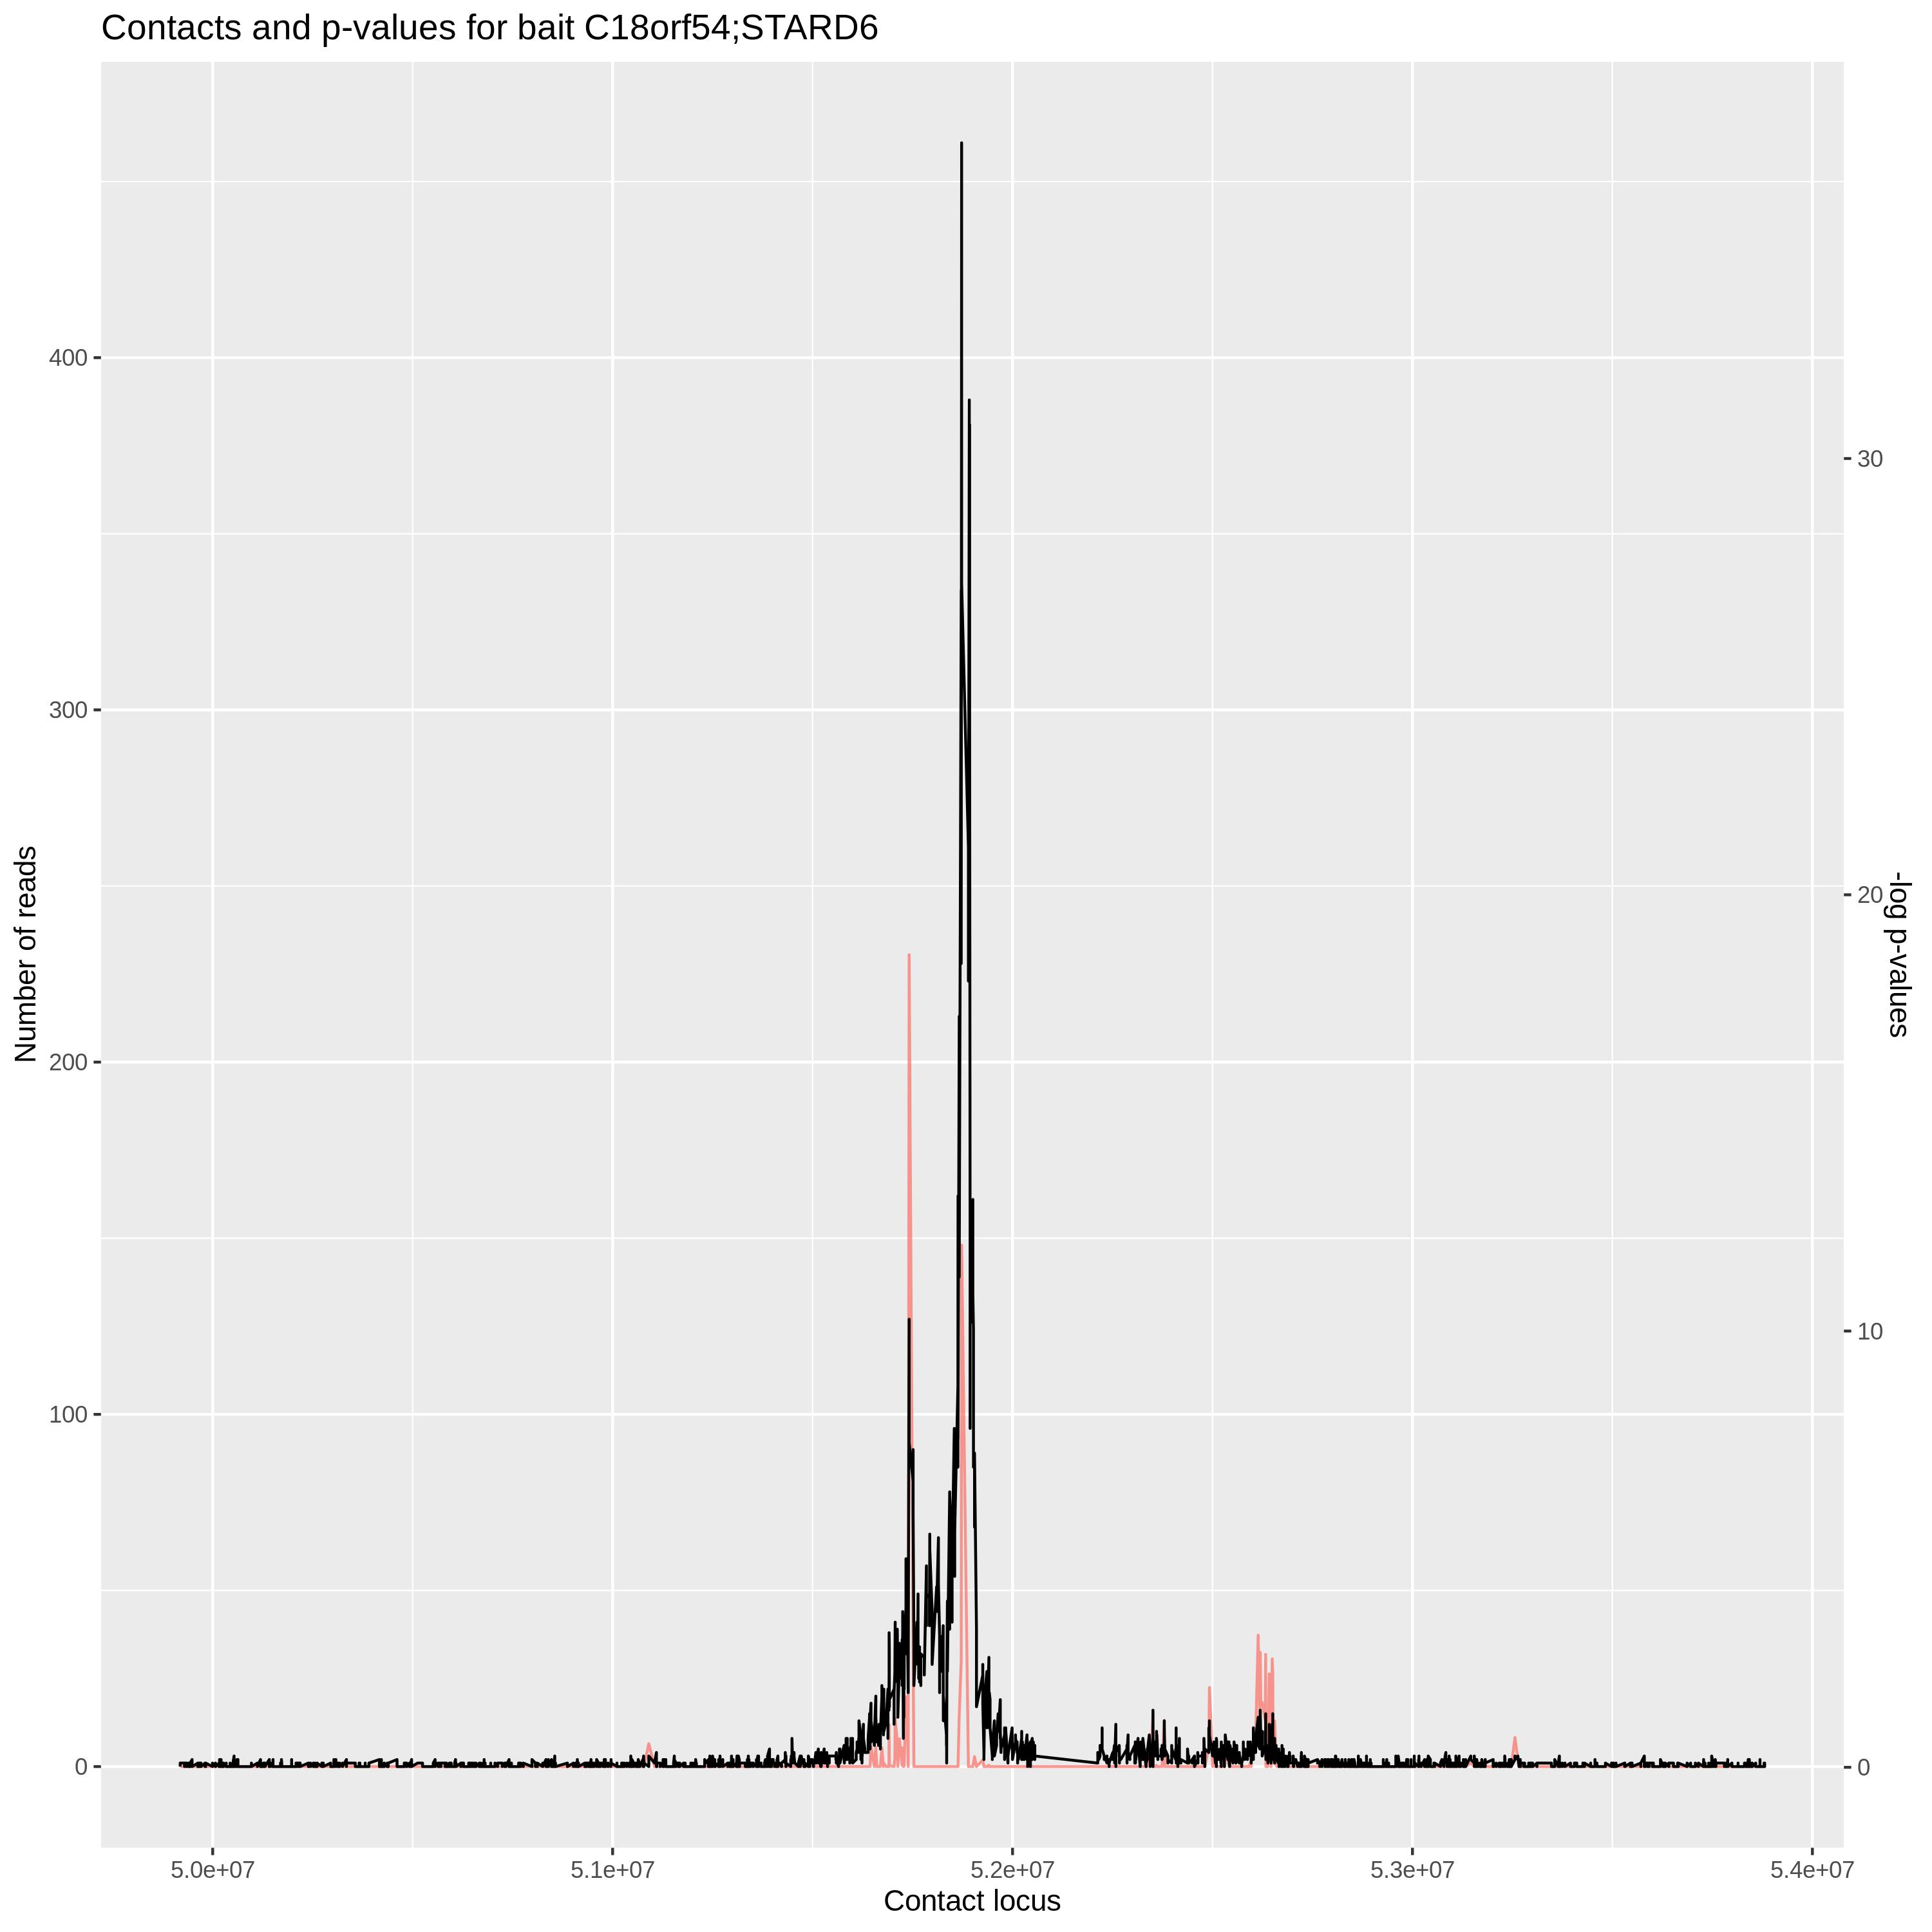 Contacts and p-values for bait C18orf54;STARD6
Number of reads
400
300
200
100
0
30
20
10
0
-log p-values
5.0e+07
5.1e+07
5.2e+07
5.3e+07
5.4e+07
Contact locus